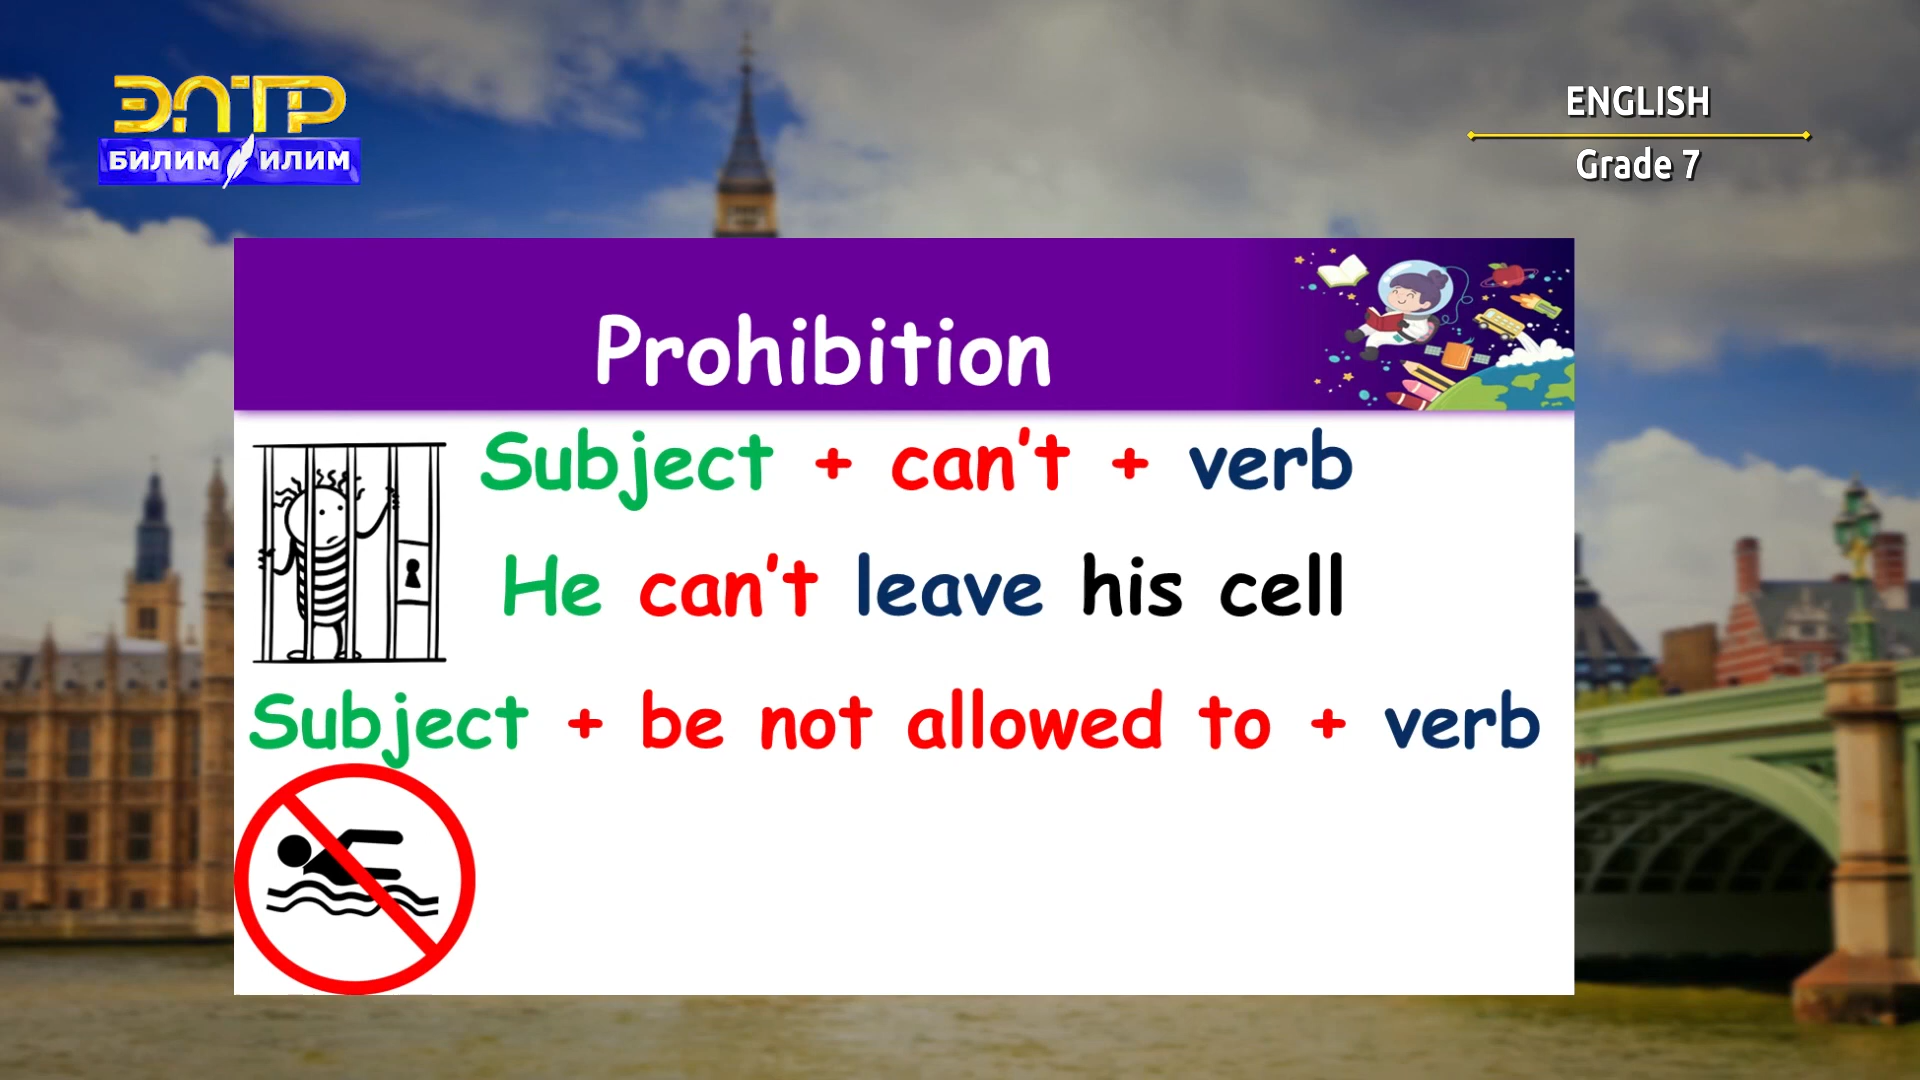 ЭЛТР
БИЛИМ ИЛИМ
ENGLISH
Grade 7
Prohibition
Subject + can't + verb
He can't leave his cell
Subject + be not allowed to + verb